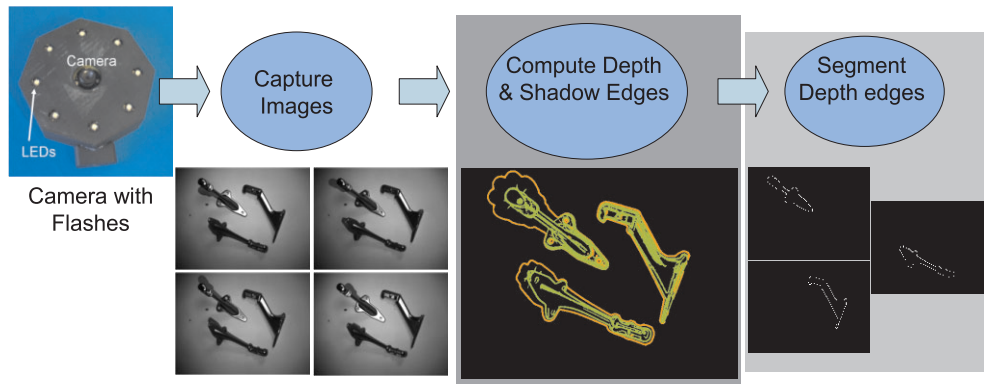 Camera
LEDs
Camera with
Flashes
Capture
Images
Compute Depth
& Shadow Edges
Segment
Depth edges